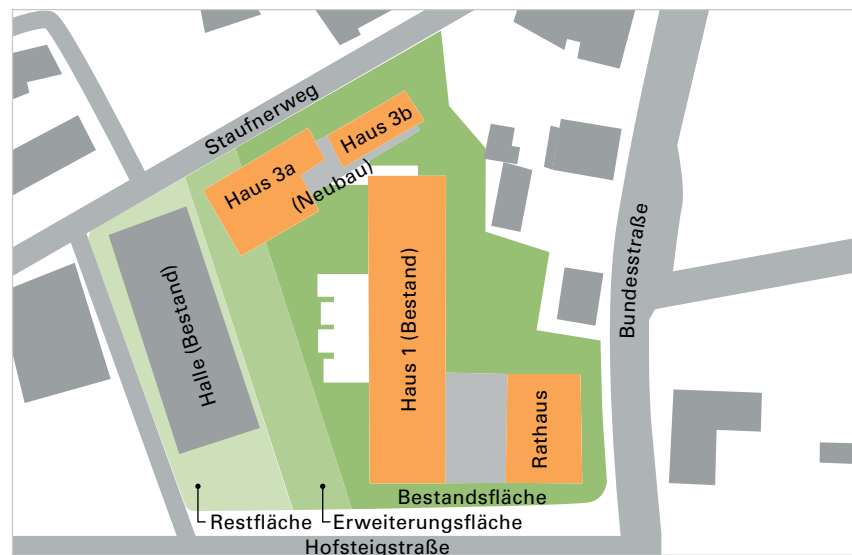 Staufnerweg
Haus 3b
Haus 3a
(Neubau)
Bundesstraße
Halle (Bestand)
Haus 1 (Bestand)
Rathaus
Bestandsfläche
Restfläche
Erweiterungsfläche
Hofsteigstraße